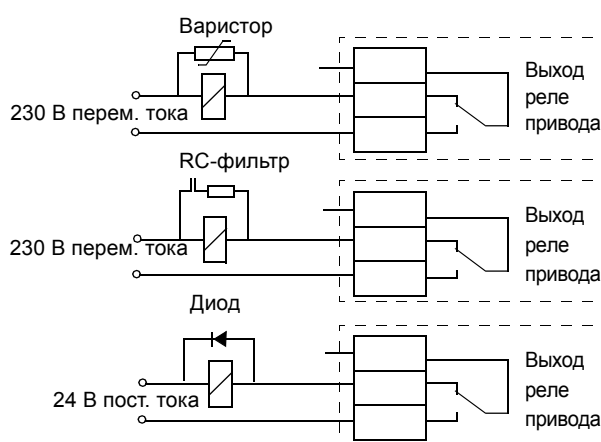 Варистор
230 В перем. тока
Выход
реле
привода
RC-фильтр
230 В перем. тока
Выход
реле
привода
Диод
24 В пост. тока
Выход
реле
привода